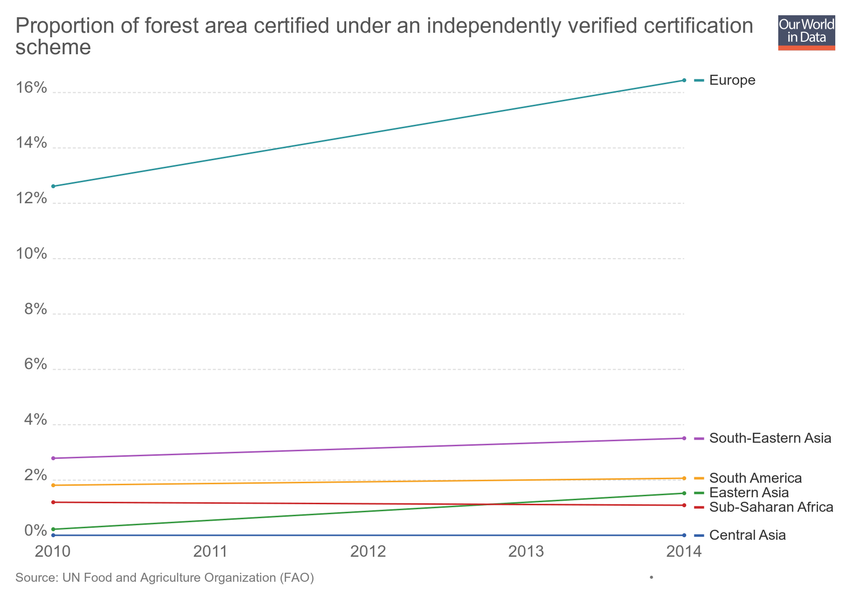 Proportion of forest area certified under an independently verified certification
scheme
Our World
in Data
16%
14%
12%
10%
8%
6%
4%
2%
0%
Europe
South-Eastern Asia
South America
Eastern Asia
Sub-Saharan Africa
Central Asia
2010 2011 2012 2013 2014
Source: UN Food and Agriculture Organization (FAO)